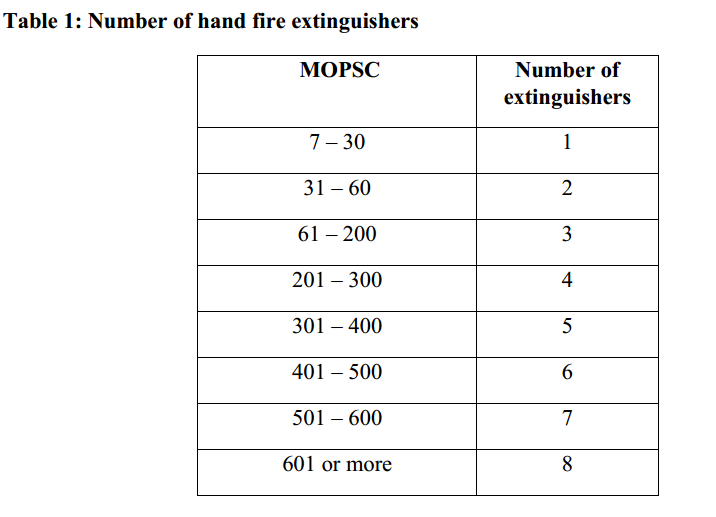 Table 1: Number of hand fire extinguishers
MOPSC Number of
extinguishers
7 – 30 1
31 – 60 2
61 – 200 3
201 – 300 4
301 – 400 5
401 – 500 6
501 – 600 7
601 or more 8